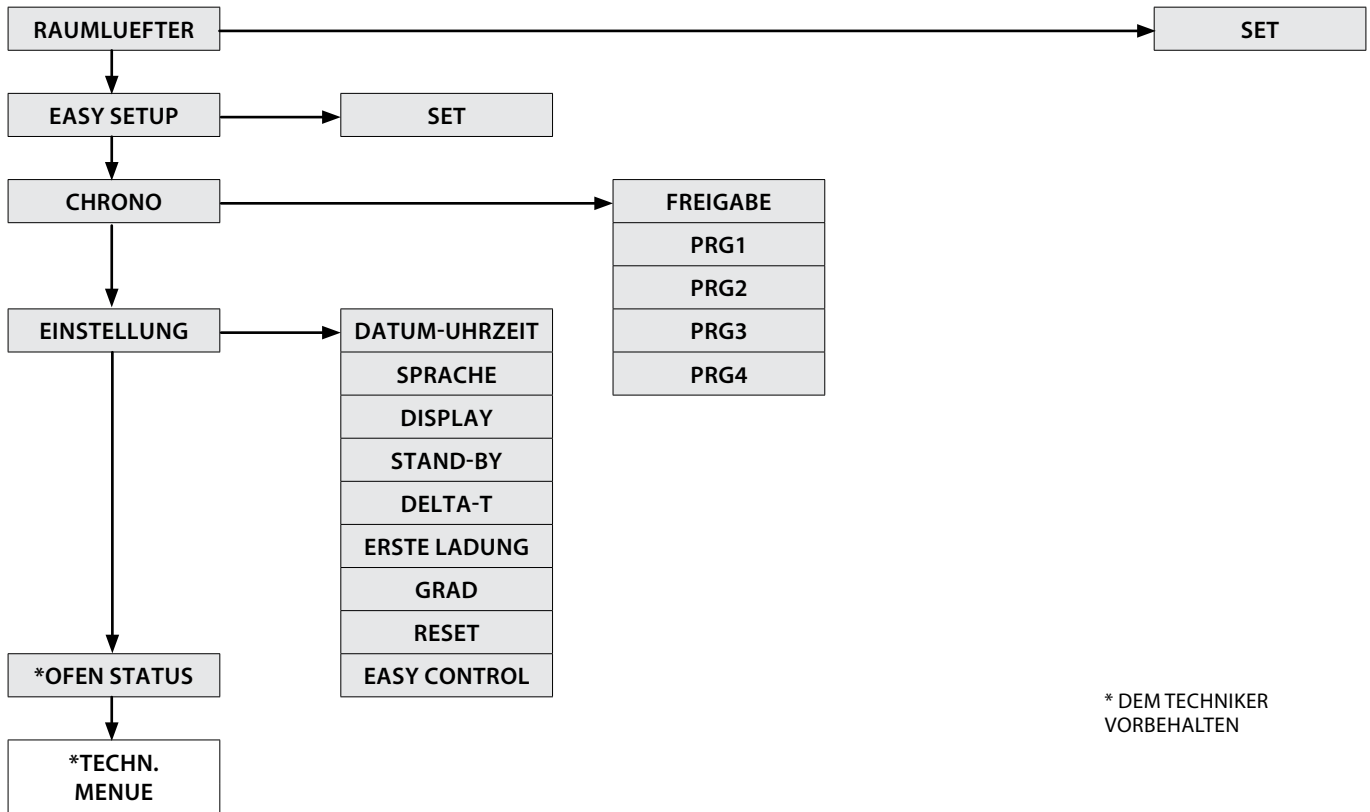 RAUMLUEFTER
SET
EASY SETUP
SET
CHRONO
FREIGABE
PRG1
PRG2
PRG3
PRG4
EINSTELLUNG
DATUM-UHRZEIT
SPRACHE
DISPLAY
STAND-BY
DELTA-T
ERSTE LADUNG
GRAD
RESET
EASY CONTROL
*OFEN STATUS
*TECHN.
MENUE
* DEM TECHNIKER
VORBEHALTEN